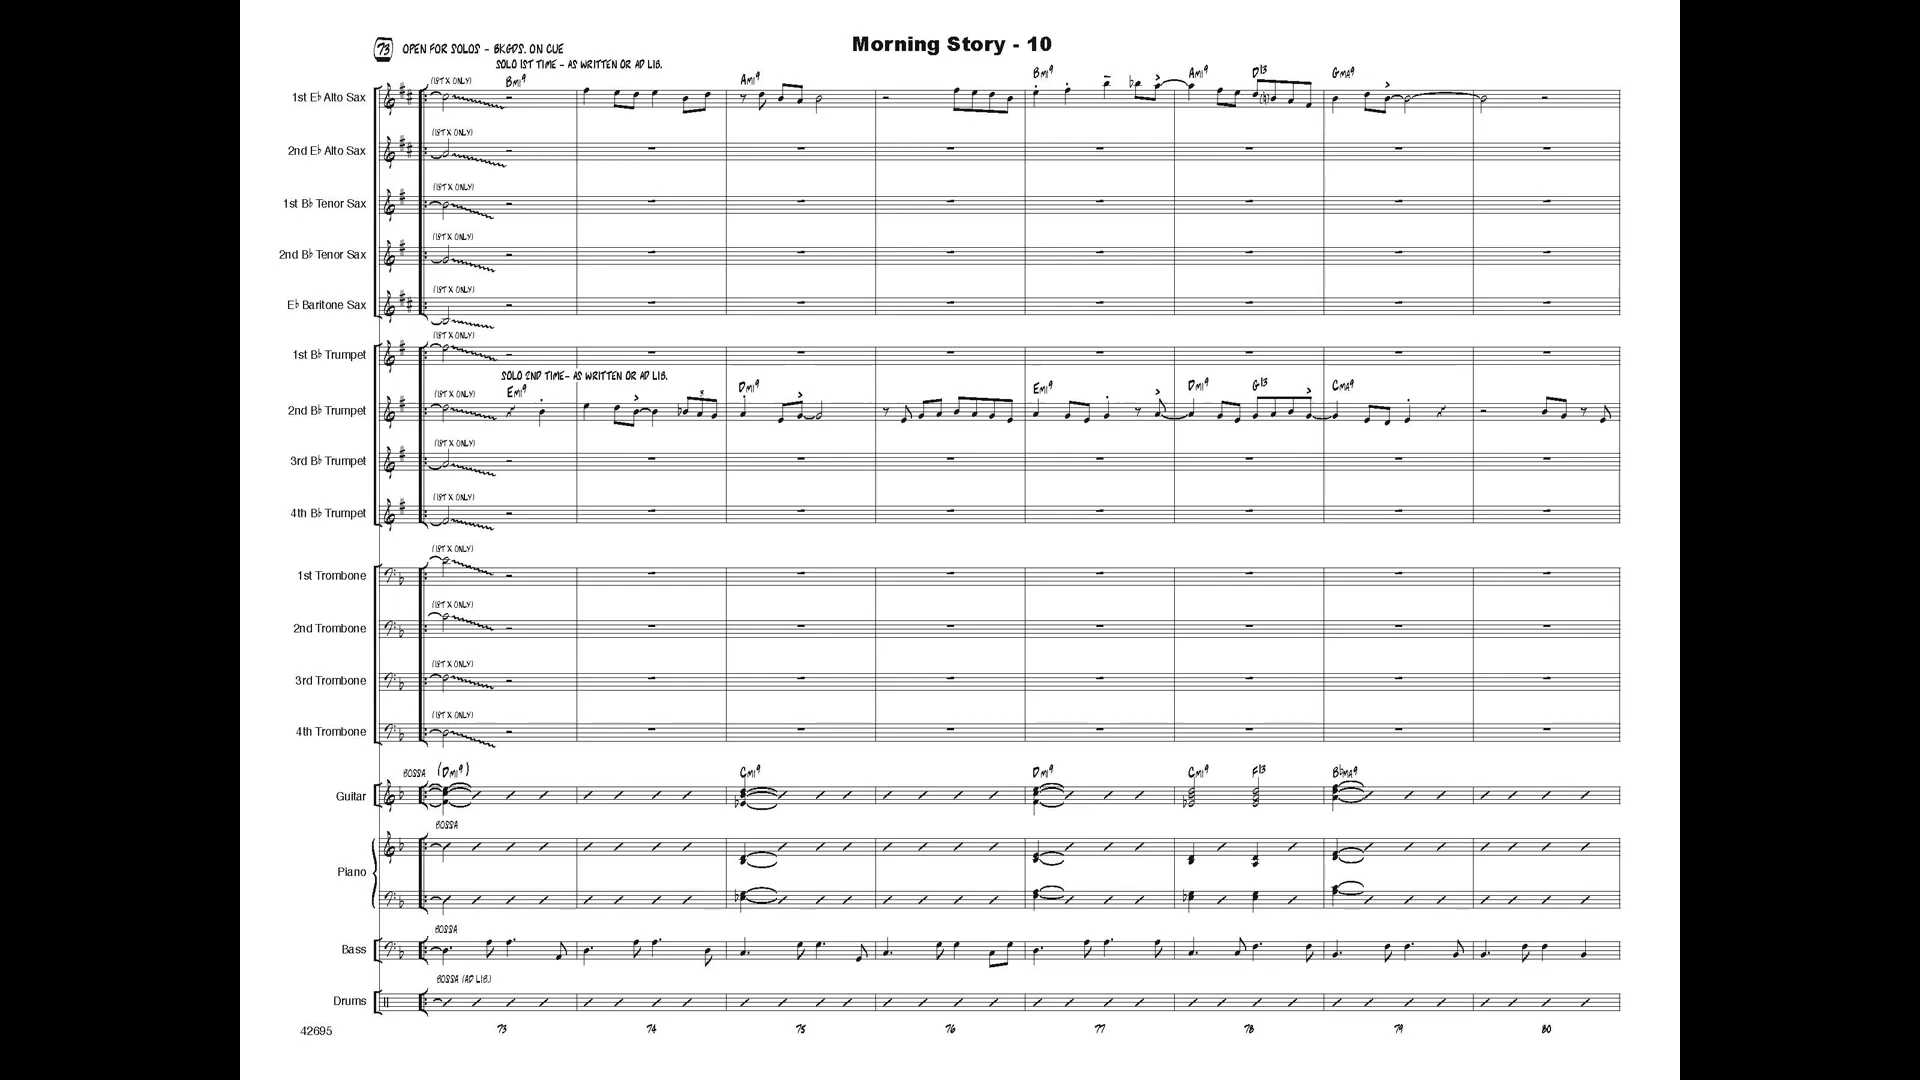 Morning Story - 10
73 OPEN FOR SOLOS - BKGDS. ON CUE
SOLO 1ST TIME - AS WRITTEN OR AD LIB.
(1ST X ONLY) BMI9 AMI9 BMI9 AMI9 D13 GMA9
1st E♭ Alto Sax
(1ST X ONLY)
2nd E♭ Alto Sax
(1ST X ONLY)
1st B♭ Tenor Sax
(1ST X ONLY)
2nd B♭ Tenor Sax
(1ST X ONLY)
E♭ Baritone Sax
(1ST X ONLY)
1st B♭ Trumpet
SOLO 2ND TIME- AS WRITTEN OR AD LIB.
(1ST X ONLY) EMI9 DMI9 EMI9 DMI9 G13 CMA9
3
2nd B♭ Trumpet
(1ST X ONLY)
3rd B♭ Trumpet
(1ST X ONLY)
4th B♭ Trumpet
(1ST X ONLY)
1st Trombone
(1ST X ONLY)
2nd Trombone
(1ST X ONLY)
3rd Trombone
(1ST X ONLY)
4th Trombone
BOSSA (DMI9) CMI9 DMI9 CMI9 F13 B♭MA9
Guitar
BOSSA
Piano
BOSSA
Bass
BOSSA (AD LIB.)
Drums
42695 73 74 75 76 77 78 79 80